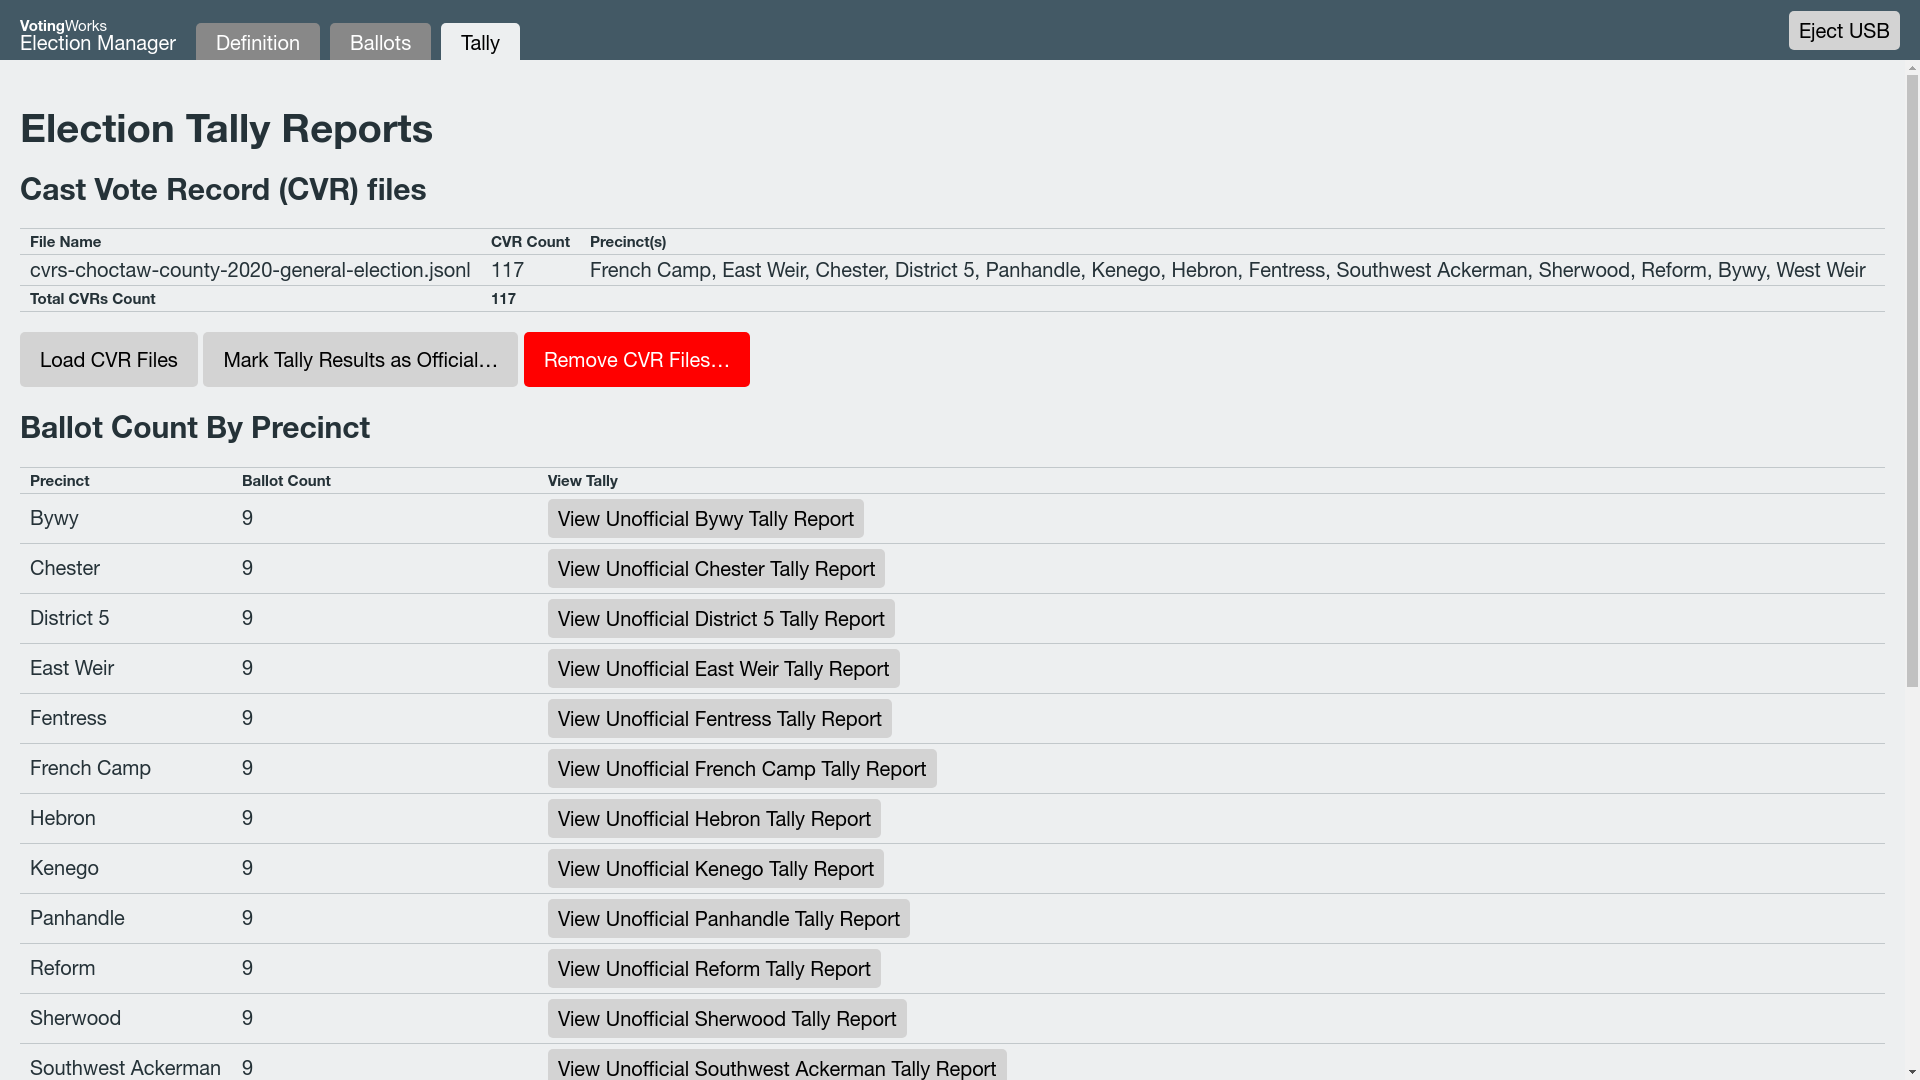 VotingWorks
Election Manager
Definition
Ballots
Tally
Eject USB
Election Tally Reports
Cast Vote Record (CVR) files
File Name CVR Count Precinct(s)
cvrs-choctaw-county-2020-general-election.jsonl 117 French Camp, East Weir, Chester, District 5, Panhandle, Kenego, Hebron, Fentress, Southwest Ackerman, Sherwood, Reform, Bywy, West Weir
Total CVRs Count 117
Load CVR Files
Mark Tally Results as Official…
Remove CVR Files…
Ballot Count By Precinct
Precinct Ballot Count View Tally
Bywy 9 View Unofficial Bywy Tally Report
Chester 9 View Unofficial Chester Tally Report
District 5 9 View Unofficial District 5 Tally Report
East Weir 9 View Unofficial East Weir Tally Report
Fentress 9 View Unofficial Fentress Tally Report
French Camp 9 View Unofficial French Camp Tally Report
Hebron 9 View Unofficial Hebron Tally Report
Kenego 9 View Unofficial Kenego Tally Report
Panhandle 9 View Unofficial Panhandle Tally Report
Reform 9 View Unofficial Reform Tally Report
Sherwood 9 View Unofficial Sherwood Tally Report
Southwest Ackerman 9 View Unofficial Southwest Ackerman Tally Report